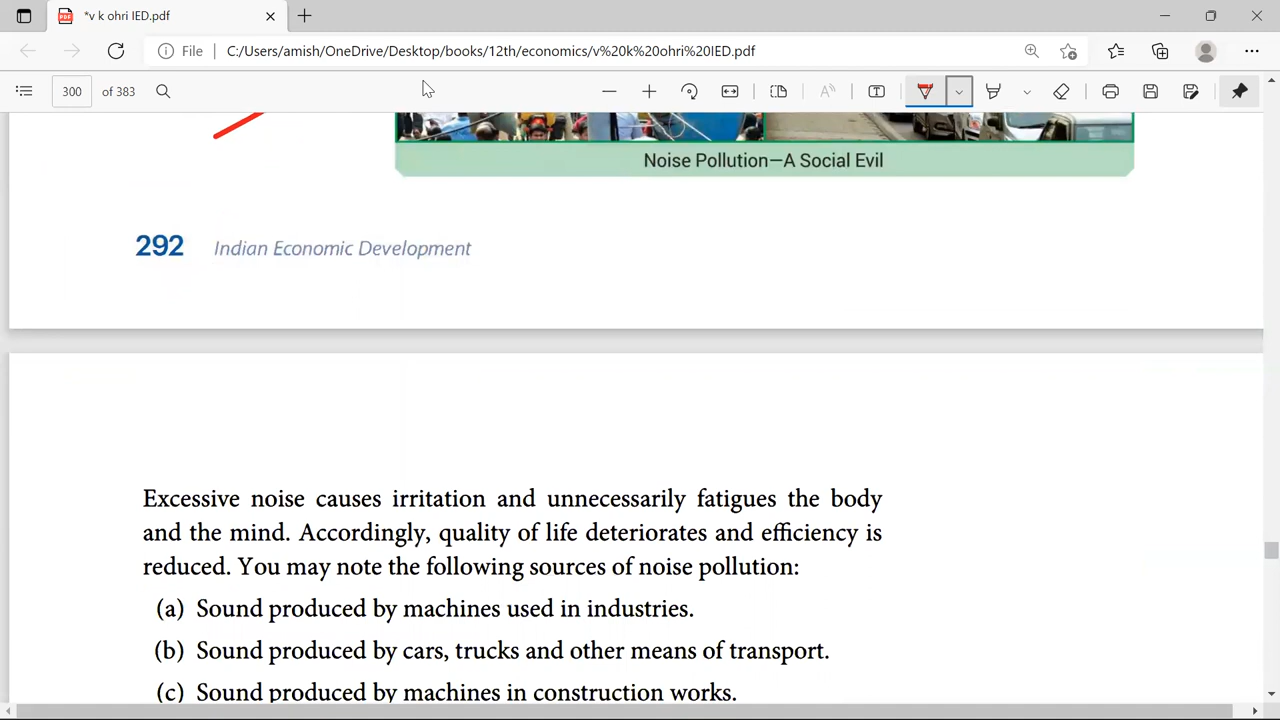 *v k ohri IED.pdf
File C:/Users/amish/OneDrive/Desktop/books/12th/economics/v%20k%20ohri%20IED.pdf
300 of 383
Noise Pollution—A Social Evil
292 Indian Economic Development
Excessive noise causes irritation and unnecessarily fatigues the body
and the mind. Accordingly, quality of life deteriorates and efficiency is
reduced. You may note the following sources of noise pollution:
(a) Sound produced by machines used in industries.
(b) Sound produced by cars, trucks and other means of transport.
(c) Sound produced by machines in construction works.